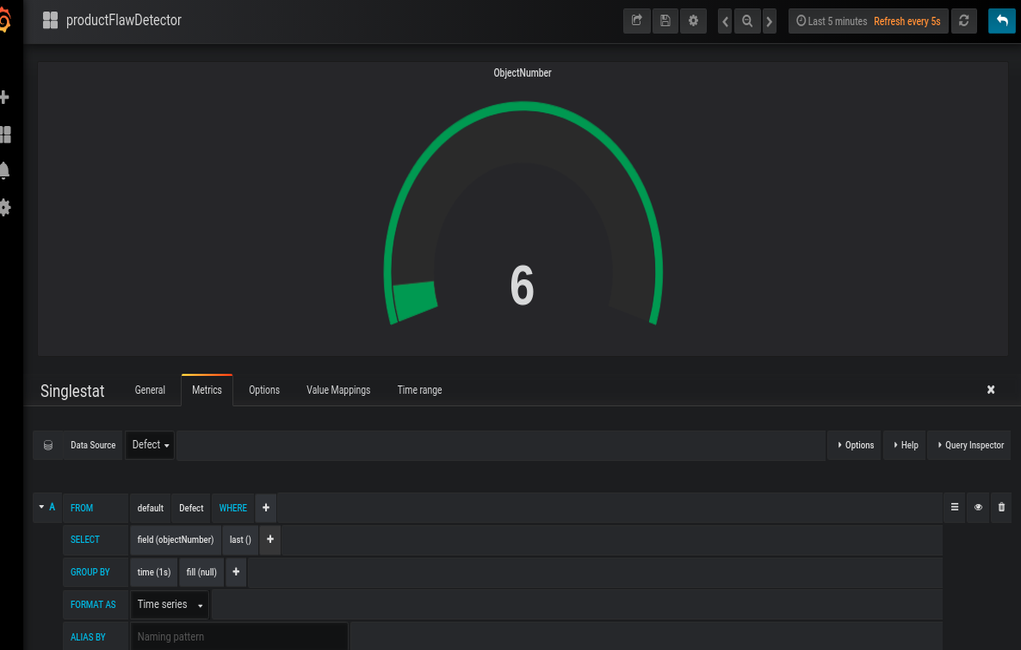 productFlawDetector
Last 5 minutes Refresh every 5s
ObjectNumber
6
Singlestat General Metrics Options Value Mappings Time range
Data Source Defect Options Help Query Inspector
A FROM default Defect WHERE +
SELECT field (objectNumber) last () +
GROUP BY time (1s) fill (null) +
FORMAT AS Time series
ALIAS BY Naming pattern